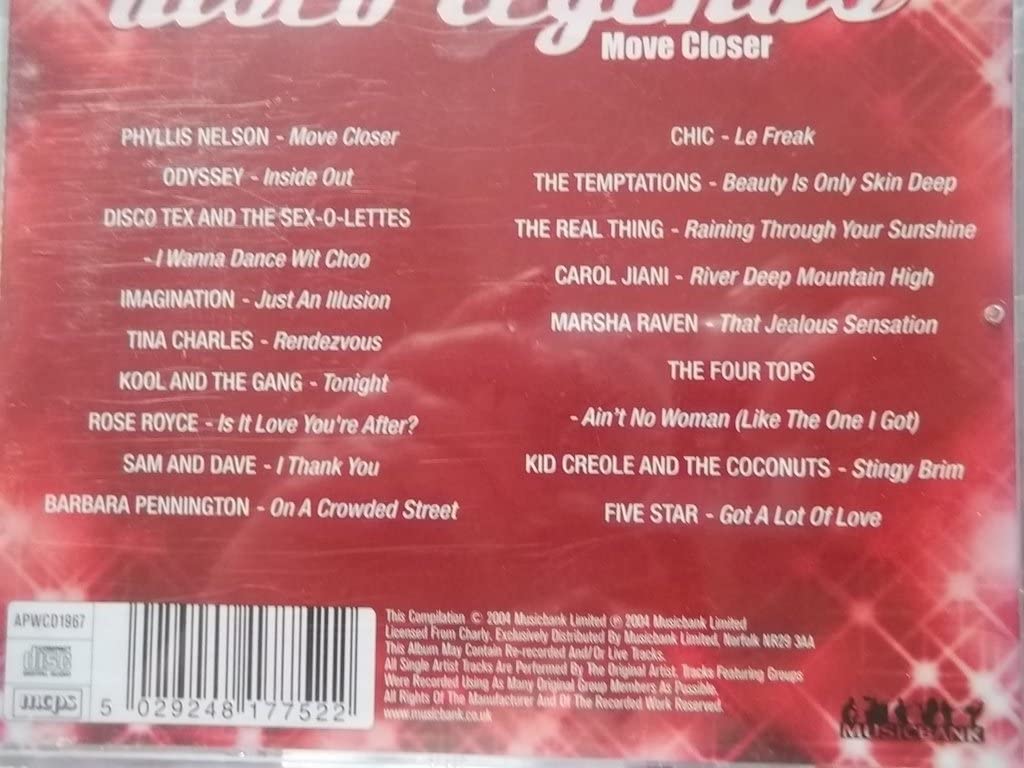 disco legends
Move Closer
PHYLLIS NELSON - Move Closer
ODYSSEY - Inside Out
DISCO TEX AND THE SEX-O-LETTES
- I Wanna Dance Wit Choo
IMAGINATION - Just An Illusion
TINA CHARLES - Rendezvous
KOOL AND THE GANG - Tonight
ROSE ROYCE - Is It Love You're After?
SAM AND DAVE - I Thank You
BARBARA PENNINGTON - On A Crowded Street
CHIC - Le Freak
THE TEMPTATIONS - Beauty Is Only Skin Deep
THE REAL THING - Raining Through Your Sunshine
CAROL JIANI - River Deep Mountain High
MARSHA RAVEN - That Jealous Sensation
THE FOUR TOPS
- Ain't No Woman (Like The One I Got)
KID CREOLE AND THE COCONUTS - Stingy Brim
FIVE STAR - Got A Lot Of Love
APWCD1967
disc
mcps
5 029248 177522
This Compilation © 2004 Musicbank Limited ℗ 2004 Musicbank Limited
Licensed From Charly, Exclusively Distributed By Musicbank Limited, Norfolk NR29 3AA
This Album May Contain Re-recorded And/Or Live Tracks.
All Single Artist Tracks Are Performed By The Original Artist, Tracks Featuring Groups
Were Recorded Using As Many Original Group Members As Possible.
All Rights Of The Manufacturer And Of The Recorded Work Reserved.
www.musicbank.uk
MUSICBANK